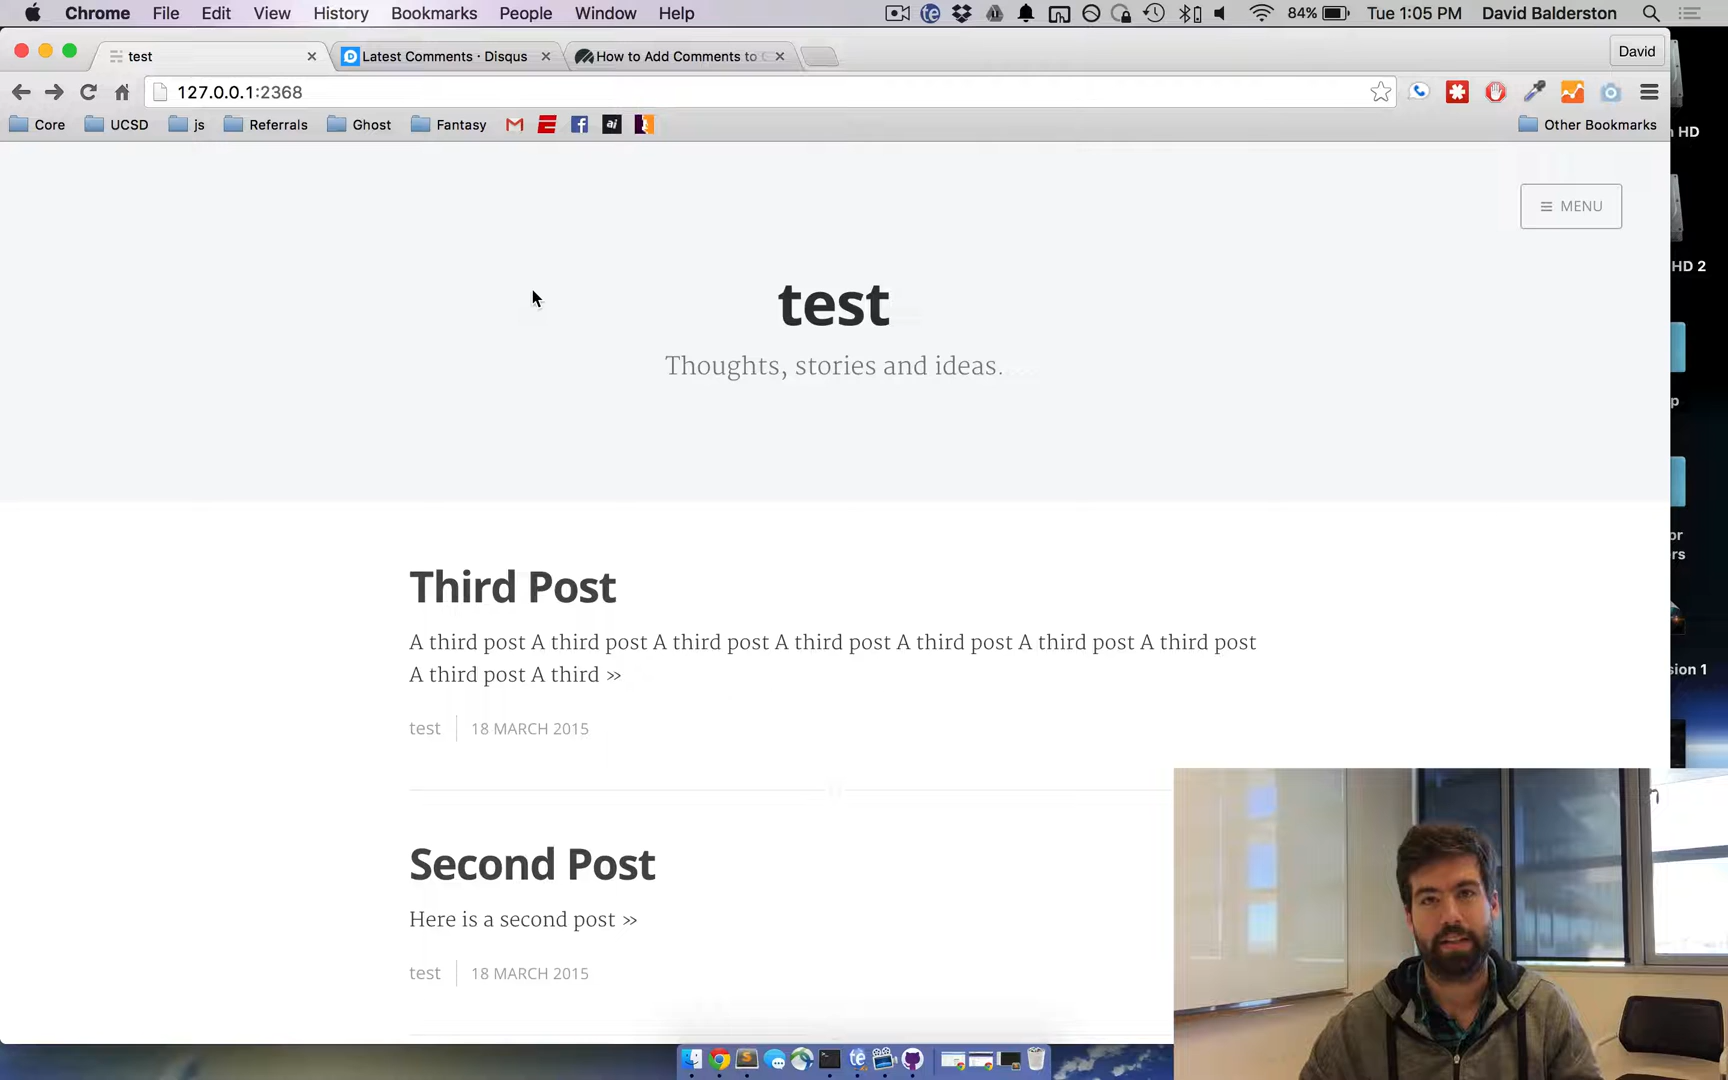 Chrome File Edit View History Bookmarks People Window Help 84% Tue 1:05 PM David Balderston
test Latest Comments · Disqus How to Add Comments to David
127.0.0.1:2368
Core UCSD js Referrals Ghost Fantasy Other Bookmarks
HD
MENU
HD 2
test
Thoughts, stories and ideas.
p
or
rs
Third Post
A third post A third post A third post A third post A third post A third post A third post
A third post A third »
sion 1
test 18 MARCH 2015
Second Post
Here is a second post »
test 18 MARCH 2015